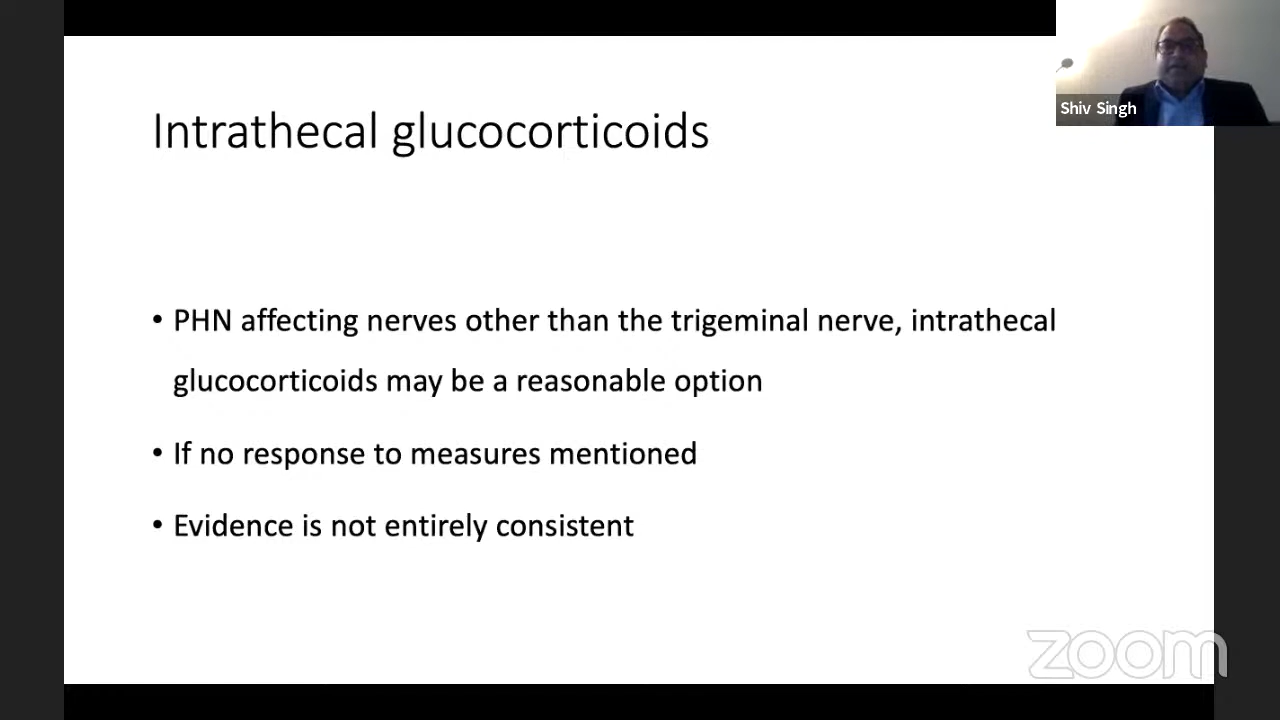 Shiv Singh
Intrathecal glucocorticoids
• PHN affecting nerves other than the trigeminal nerve, intrathecal
glucocorticoids may be a reasonable option
• If no response to measures mentioned
• Evidence is not entirely consistent
zoom